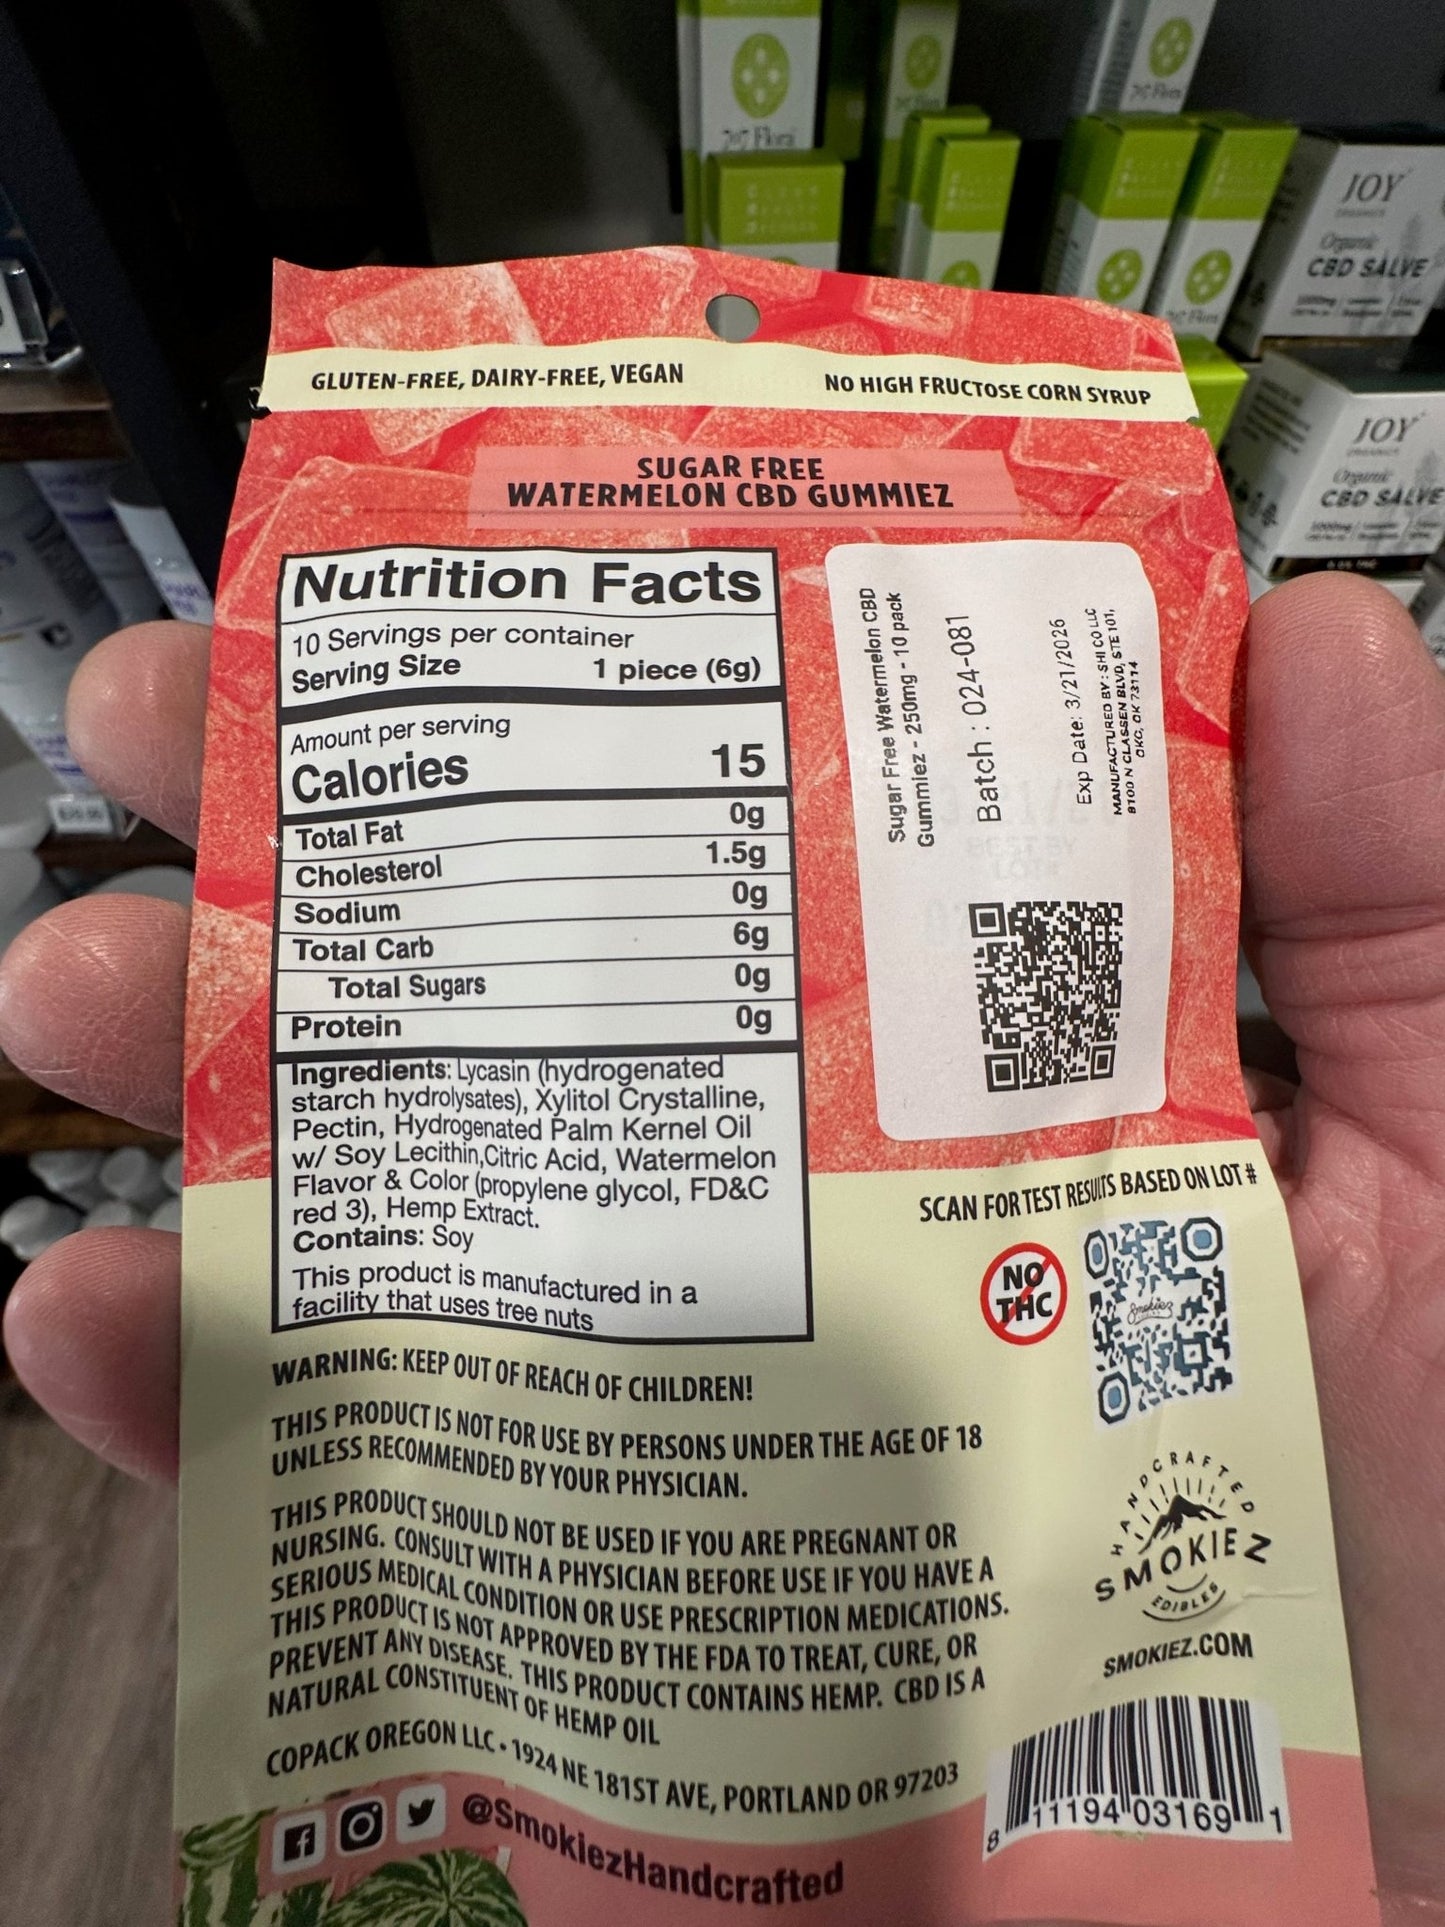 707 Flora
JOY
ORGANICS
Organic
CBD SALVE
JOY
ORGANICS
Organic
CBD SALVE
GLUTEN-FREE, DAIRY-FREE, VEGAN
NO HIGH FRUCTOSE CORN SYRUP
SUGAR FREE
WATERMELON CBD GUMMIEZ
Nutrition Facts
10 Servings per container
Serving Size 1 piece (6g)
Amount per serving
Calories 15
Total Fat 0g
Cholesterol 1.5g
Sodium 0g
Total Carb 6g
Total Sugars 0g
Protein 0g
Ingredients: Lycasin (hydrogenated
starch hydrolysates), Xylitol Crystalline,
Pectin, Hydrogenated Palm Kernel Oil
w/ Soy Lecithin,Citric Acid, Watermelon
Flavor & Color (propylene glycol, FD&C
red 3), Hemp Extract.
Contains: Soy
This product is manufactured in a
facility that uses tree nuts
Sugar Free Watermelon CBD
Gummiez - 250mg - 10 pack
Batch : 024-081
Exp Date: 3/21/2026
MANUFACTURED BY: SHI CO LLC
8100 N CLASSEN BLVD, STE 101,
OKC, OK 73114
BEST BY
LOT#
SCAN FOR TEST RESULTS BASED ON LOT #
NO
THC
Smokiez
WARNING: KEEP OUT OF REACH OF CHILDREN!
THIS PRODUCT IS NOT FOR USE BY PERSONS UNDER THE AGE OF 18
UNLESS RECOMMENDED BY YOUR PHYSICIAN.
THIS PRODUCT SHOULD NOT BE USED IF YOU ARE PREGNANT OR
NURSING. CONSULT WITH A PHYSICIAN BEFORE USE IF YOU HAVE A
SERIOUS MEDICAL CONDITION OR USE PRESCRIPTION MEDICATIONS.
THIS PRODUCT IS NOT APPROVED BY THE FDA TO TREAT, CURE, OR
PREVENT ANY DISEASE. THIS PRODUCT CONTAINS HEMP. CBD IS A
NATURAL CONSTITUENT OF HEMP OIL
COPACK OREGON LLC • 1924 NE 181ST AVE, PORTLAND OR 97203
HANDCRAFTED
SMOKIEZ
EDIBLES
SMOKIEZ.COM
@SmokiezHandcrafted
8 11194 03169 1